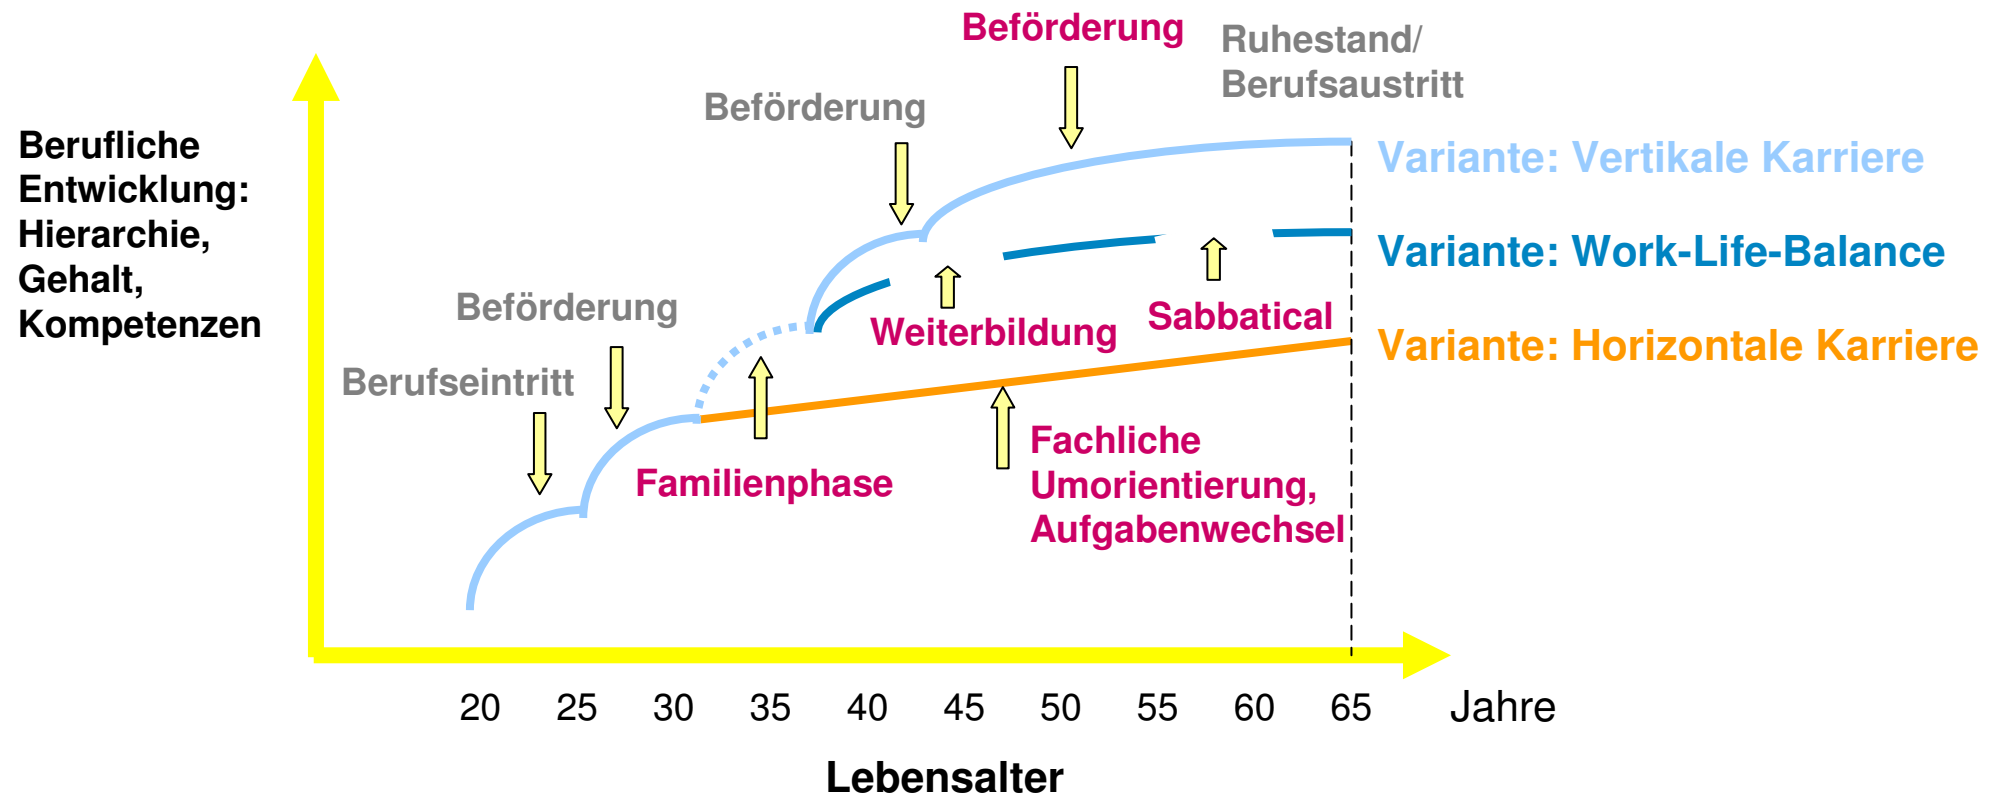 Beförderung
Ruhestand/
Berufsaustritt
Beförderung
Berufliche
Entwicklung:
Hierarchie,
Gehalt,
Kompetenzen
Variante: Vertikale Karriere
Variante: Work-Life-Balance
Beförderung
Weiterbildung
Sabbatical
Variante: Horizontale Karriere
Berufseintritt
Familienphase
Fachliche
Umorientierung,
Aufgabenwechsel
20 25 30 35 40 45 50 55 60 65 Jahre
Lebensalter